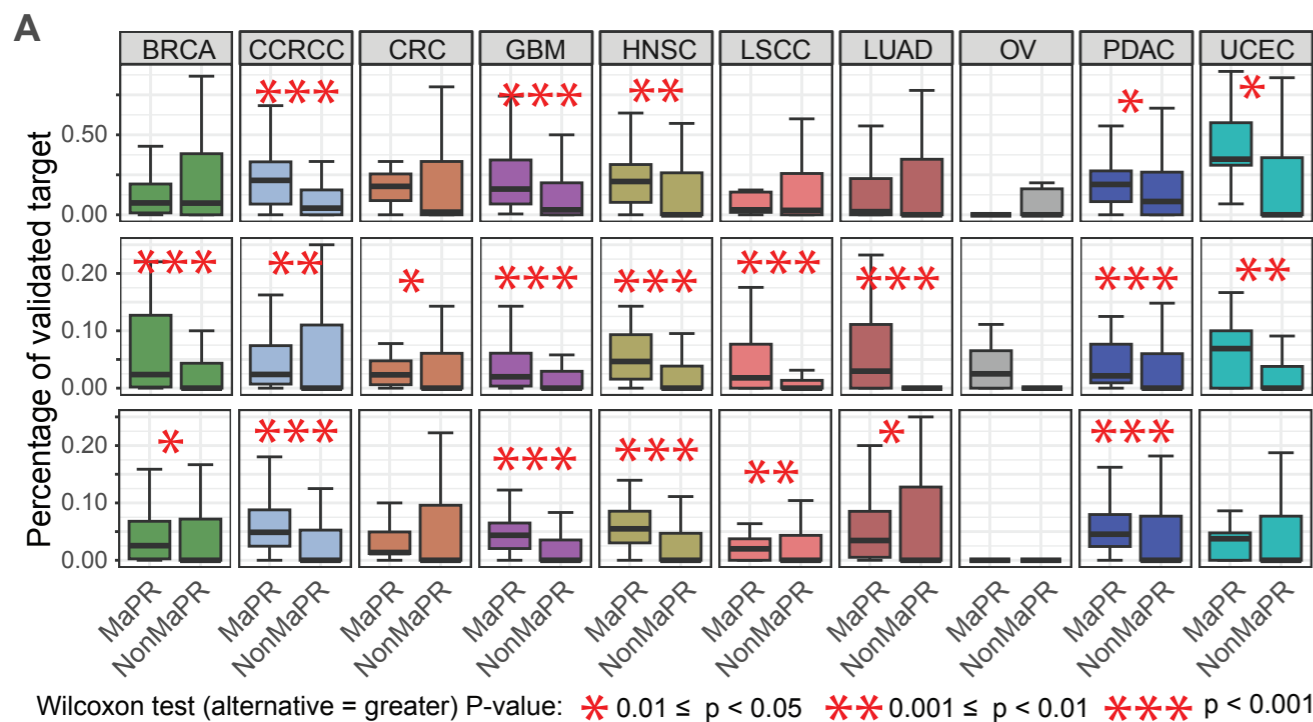 A
BRCA CCRCC CRC GBM HNSC LSCC LUAD OV PDAC UCEC
Percentage of validated target
0.50
0.00
0.20
0.10
0.00
0.20
0.10
0.00
MaPR NonMaPR MaPR NonMaPR MaPR NonMaPR MaPR NonMaPR MaPR NonMaPR MaPR NonMaPR MaPR NonMaPR MaPR NonMaPR MaPR NonMaPR MaPR NonMaPR
Wilcoxon test (alternative = greater) P-value: * 0.01 ≤ p < 0.05 ** 0.001 ≤ p < 0.01 *** p < 0.001